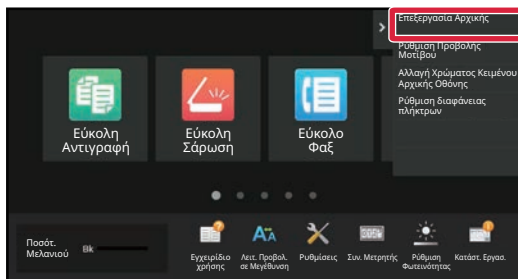 Επεξεργασία Αρχικής
Ρύθμιση Προβολής
Μοτίβου
Αλλαγή Χρώματος Κειμένου
Αρχικής Οθόνης
Ρύθμιση διαφάνειας
πλήκτρων
Εύκολη
Αντιγραφή
Εύκολη
Σάρωση
Εύκολο
Φαξ
Ποσότ.
Μελανιού
Bk
Εγχειρίδιο
χρήσης
Λειτ. Προβολ.
σε Μεγέθυνση
Ρυθμίσεις
Συν. Μετρητής
Ρύθμιση
Φωτεινότητας
Κατάστ. Εργασ.